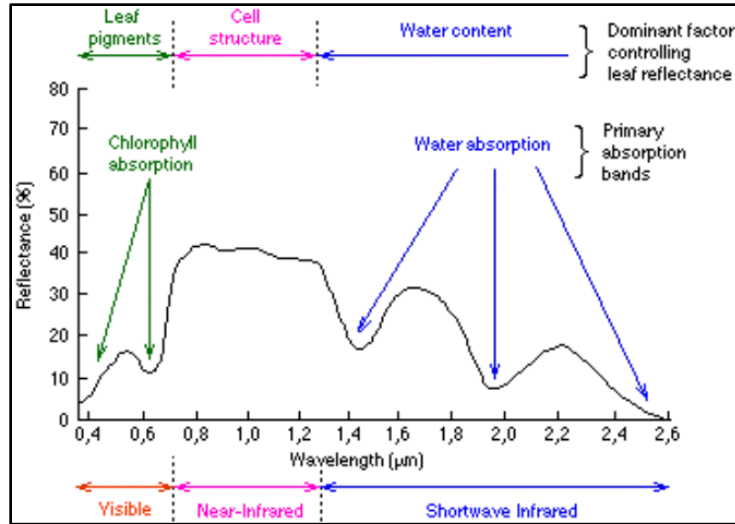 Leaf
pigments
Cell
structure
Water content
Dominant factor
controlling
leaf reflectance
80
70
60
50
40
30
20
10
0
Reflectance (%)
Chlorophyll
absorption
Water absorption
Primary
absorption
bands
0,4 0,6 0,8 1,0 1,2 1,4 1,6 1,8 2,0 2,2 2,4 2,6
Wavelength (µm)
Visible
Near-Infrared
Shortwave Infrared